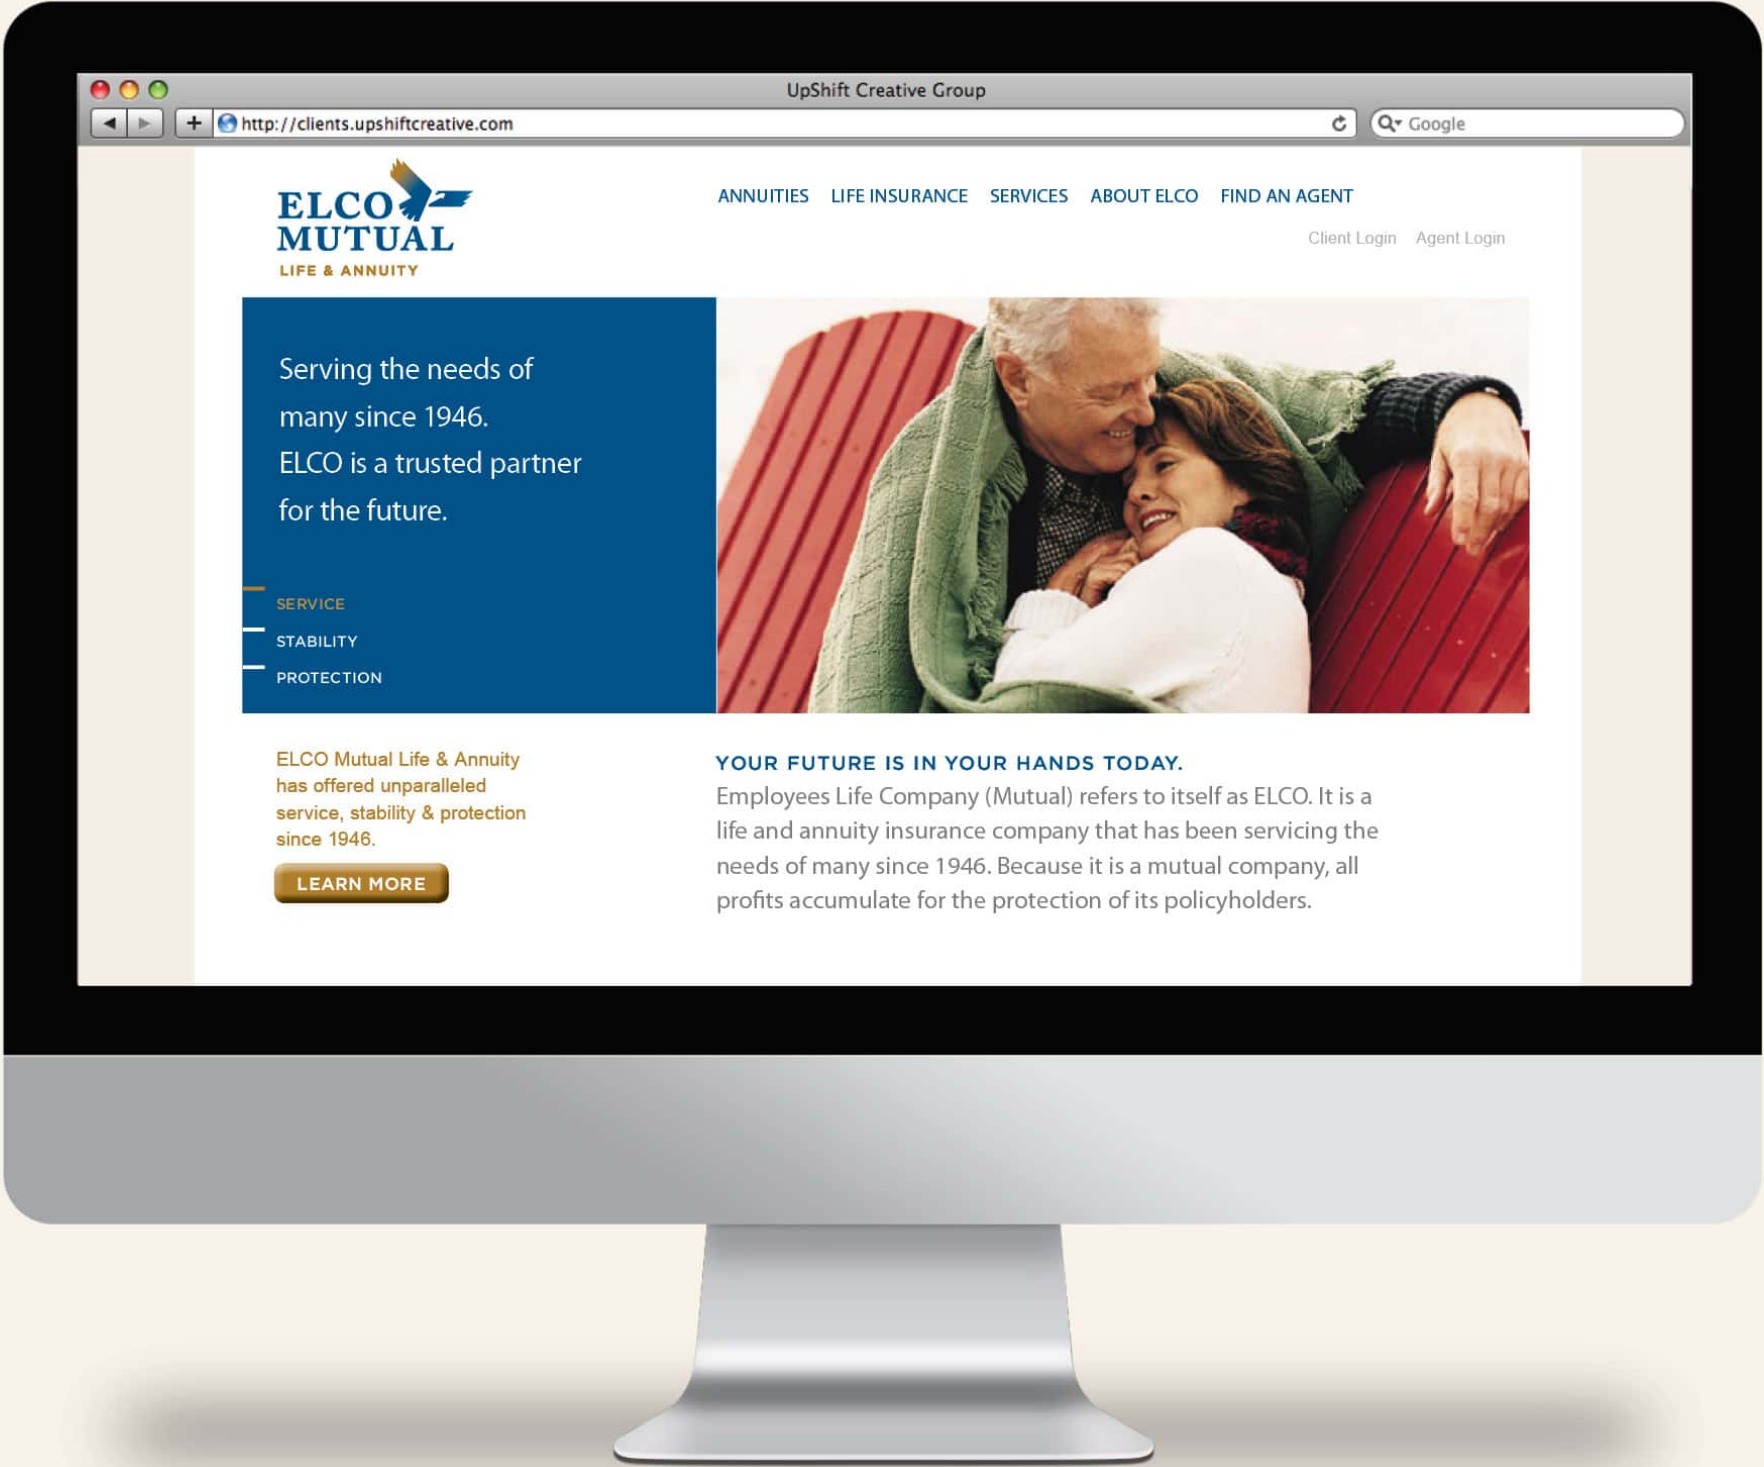 UpShift Creative Group
http://clients.upshiftcreative.com
Google
ELCO
MUTUAL
LIFE & ANNUITY
ANNUITIES LIFE INSURANCE SERVICES ABOUT ELCO FIND AN AGENT
Client Login Agent Login
Serving the needs of
many since 1946.
ELCO is a trusted partner
for the future.
SERVICE
STABILITY
PROTECTION
ELCO Mutual Life & Annuity
has offered unparalleled
service, stability & protection
since 1946.
LEARN MORE
YOUR FUTURE IS IN YOUR HANDS TODAY.
Employees Life Company (Mutual) refers to itself as ELCO. It is a
life and annuity insurance company that has been servicing the
needs of many since 1946. Because it is a mutual company, all
profits accumulate for the protection of its policyholders.